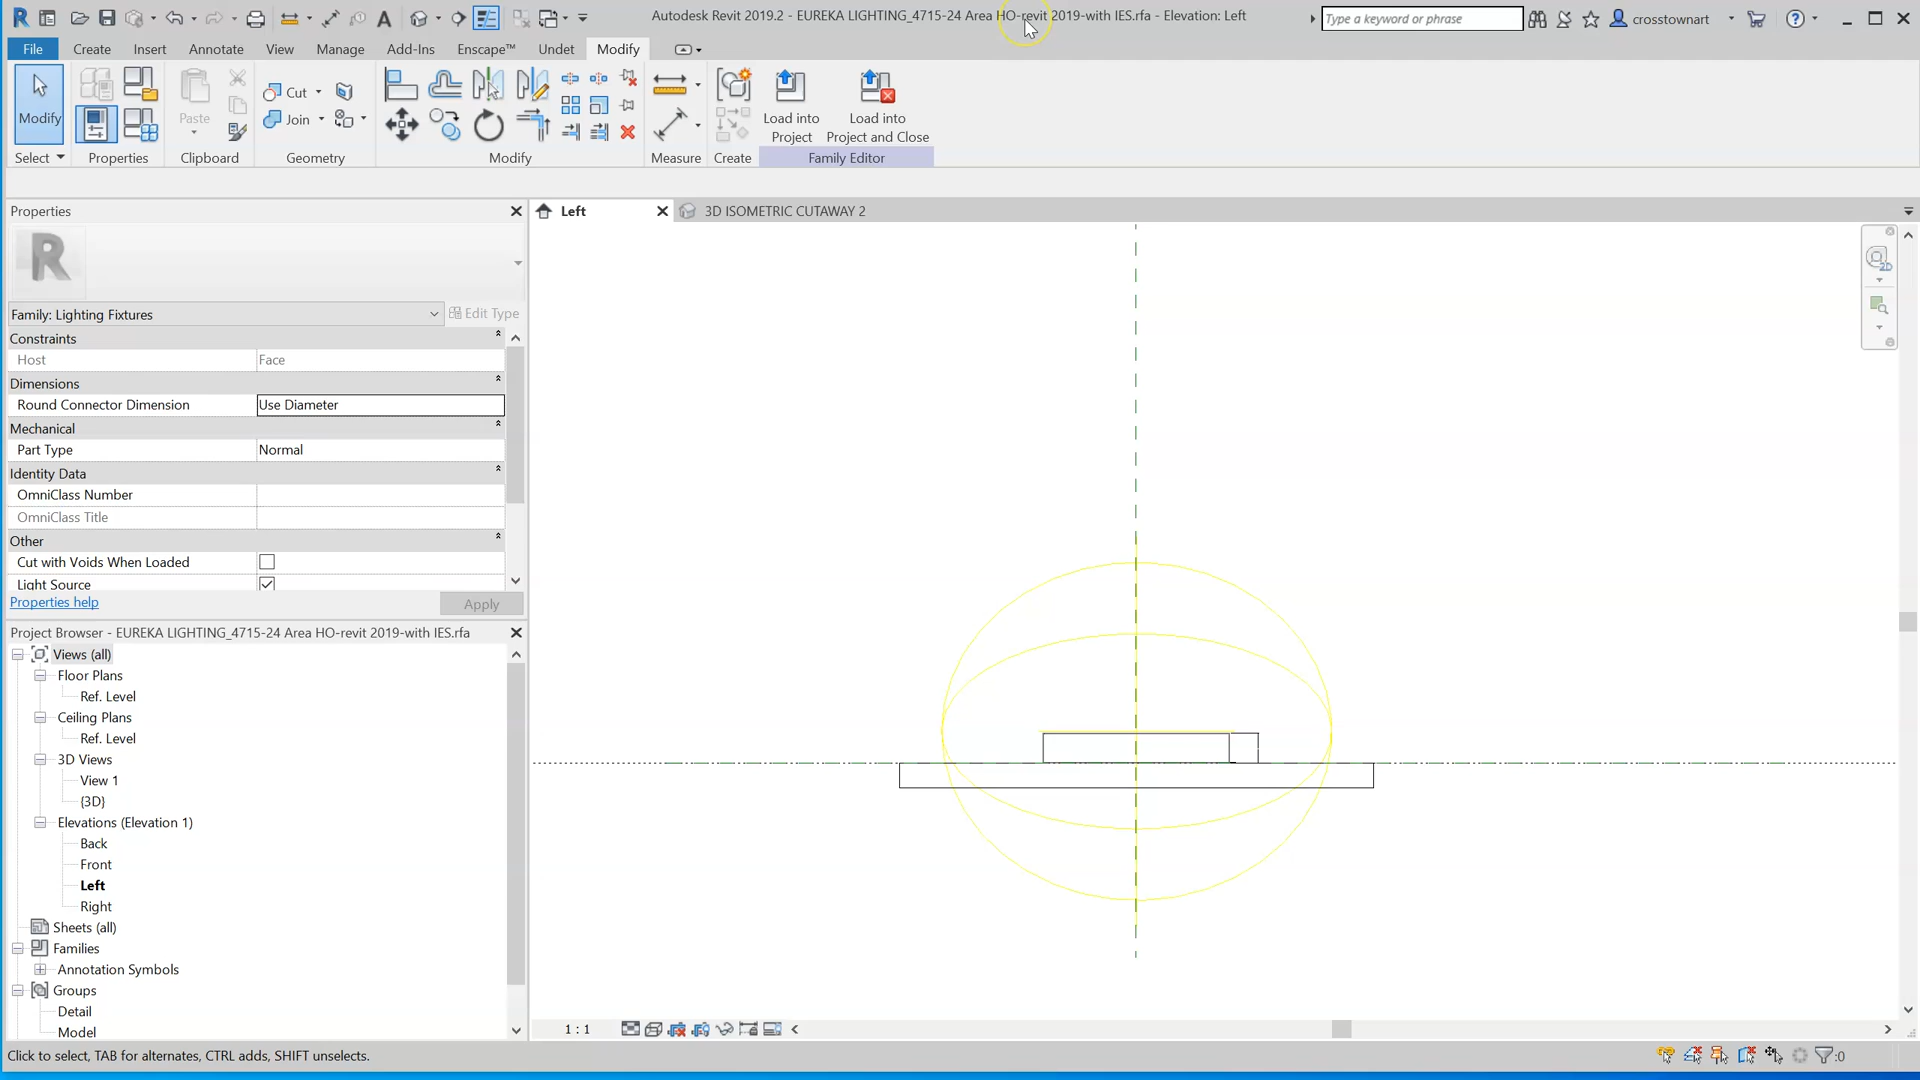 Autodesk Revit 2019.2 - EUREKA LIGHTING_4715-24 Area HO-revit 2019-with IES.rfa - Elevation: Left
Type a keyword or phrase
crosstownart
File Create Insert Annotate View Manage Add-Ins Enscape™ Undet Modify
Modify
Paste
Cut
Join
Load into
Project
Load into
Project and Close
Select Properties Clipboard Geometry Modify Measure Create Family Editor
Properties
Left
3D ISOMETRIC CUTAWAY 2
R
2D
Family: Lighting Fixtures
Edit Type
Constraints
Host Face
Dimensions
Round Connector Dimension Use Diameter
Mechanical
Part Type Normal
Identity Data
OmniClass Number
OmniClass Title
Other
Cut with Voids When Loaded
Light Source
Properties help
Apply
Project Browser - EUREKA LIGHTING_4715-24 Area HO-revit 2019-with IES.rfa
Views (all)
Floor Plans
Ref. Level
Ceiling Plans
Ref. Level
3D Views
View 1
{3D}
Elevations (Elevation 1)
Back
Front
Left
Right
Sheets (all)
Families
Annotation Symbols
Groups
Detail
Model
1 : 1
Click to select, TAB for alternates, CTRL adds, SHIFT unselects.
:0